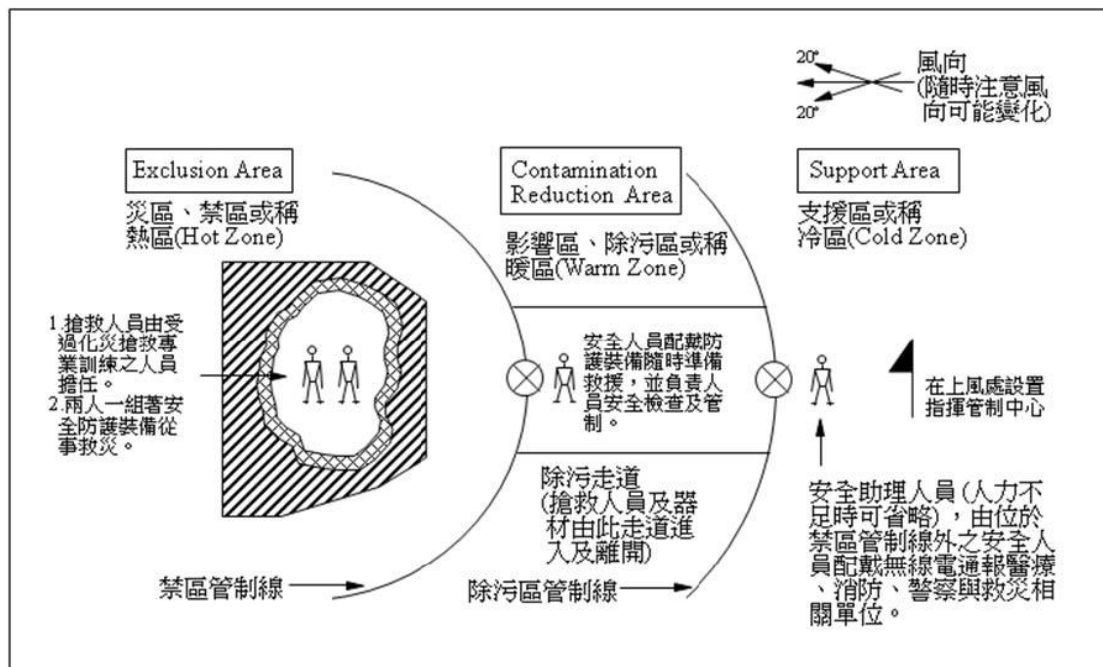 20°
20°
風向
(隨時注意風
向可能變化)
Exclusion Area
災區、禁區或稱
熱區(Hot Zone)
Contamination
Reduction Area
影響區、除污區或稱
暖區(Warm Zone)
Support Area
支援區或稱
冷區(Cold Zone)
1.搶救人員由受
過化災搶救專
業訓練之人員
擔任。
2.兩人一組著安
全防護裝備從
事救災。
安全人員配戴防
護裝備隨時準備
救援，並負責人
員安全檢查及管
制。
在上風處設置
指揮管制中心
除污走道
(搶救人員及器
材由此走道進
入及離開)
安全助理人員(人力不
足時可省略)，由位於
禁區管制線外之安全人
員配戴無線電通報醫療
、消防、警察與救災相
關單位。
禁區管制線
除污區管制線